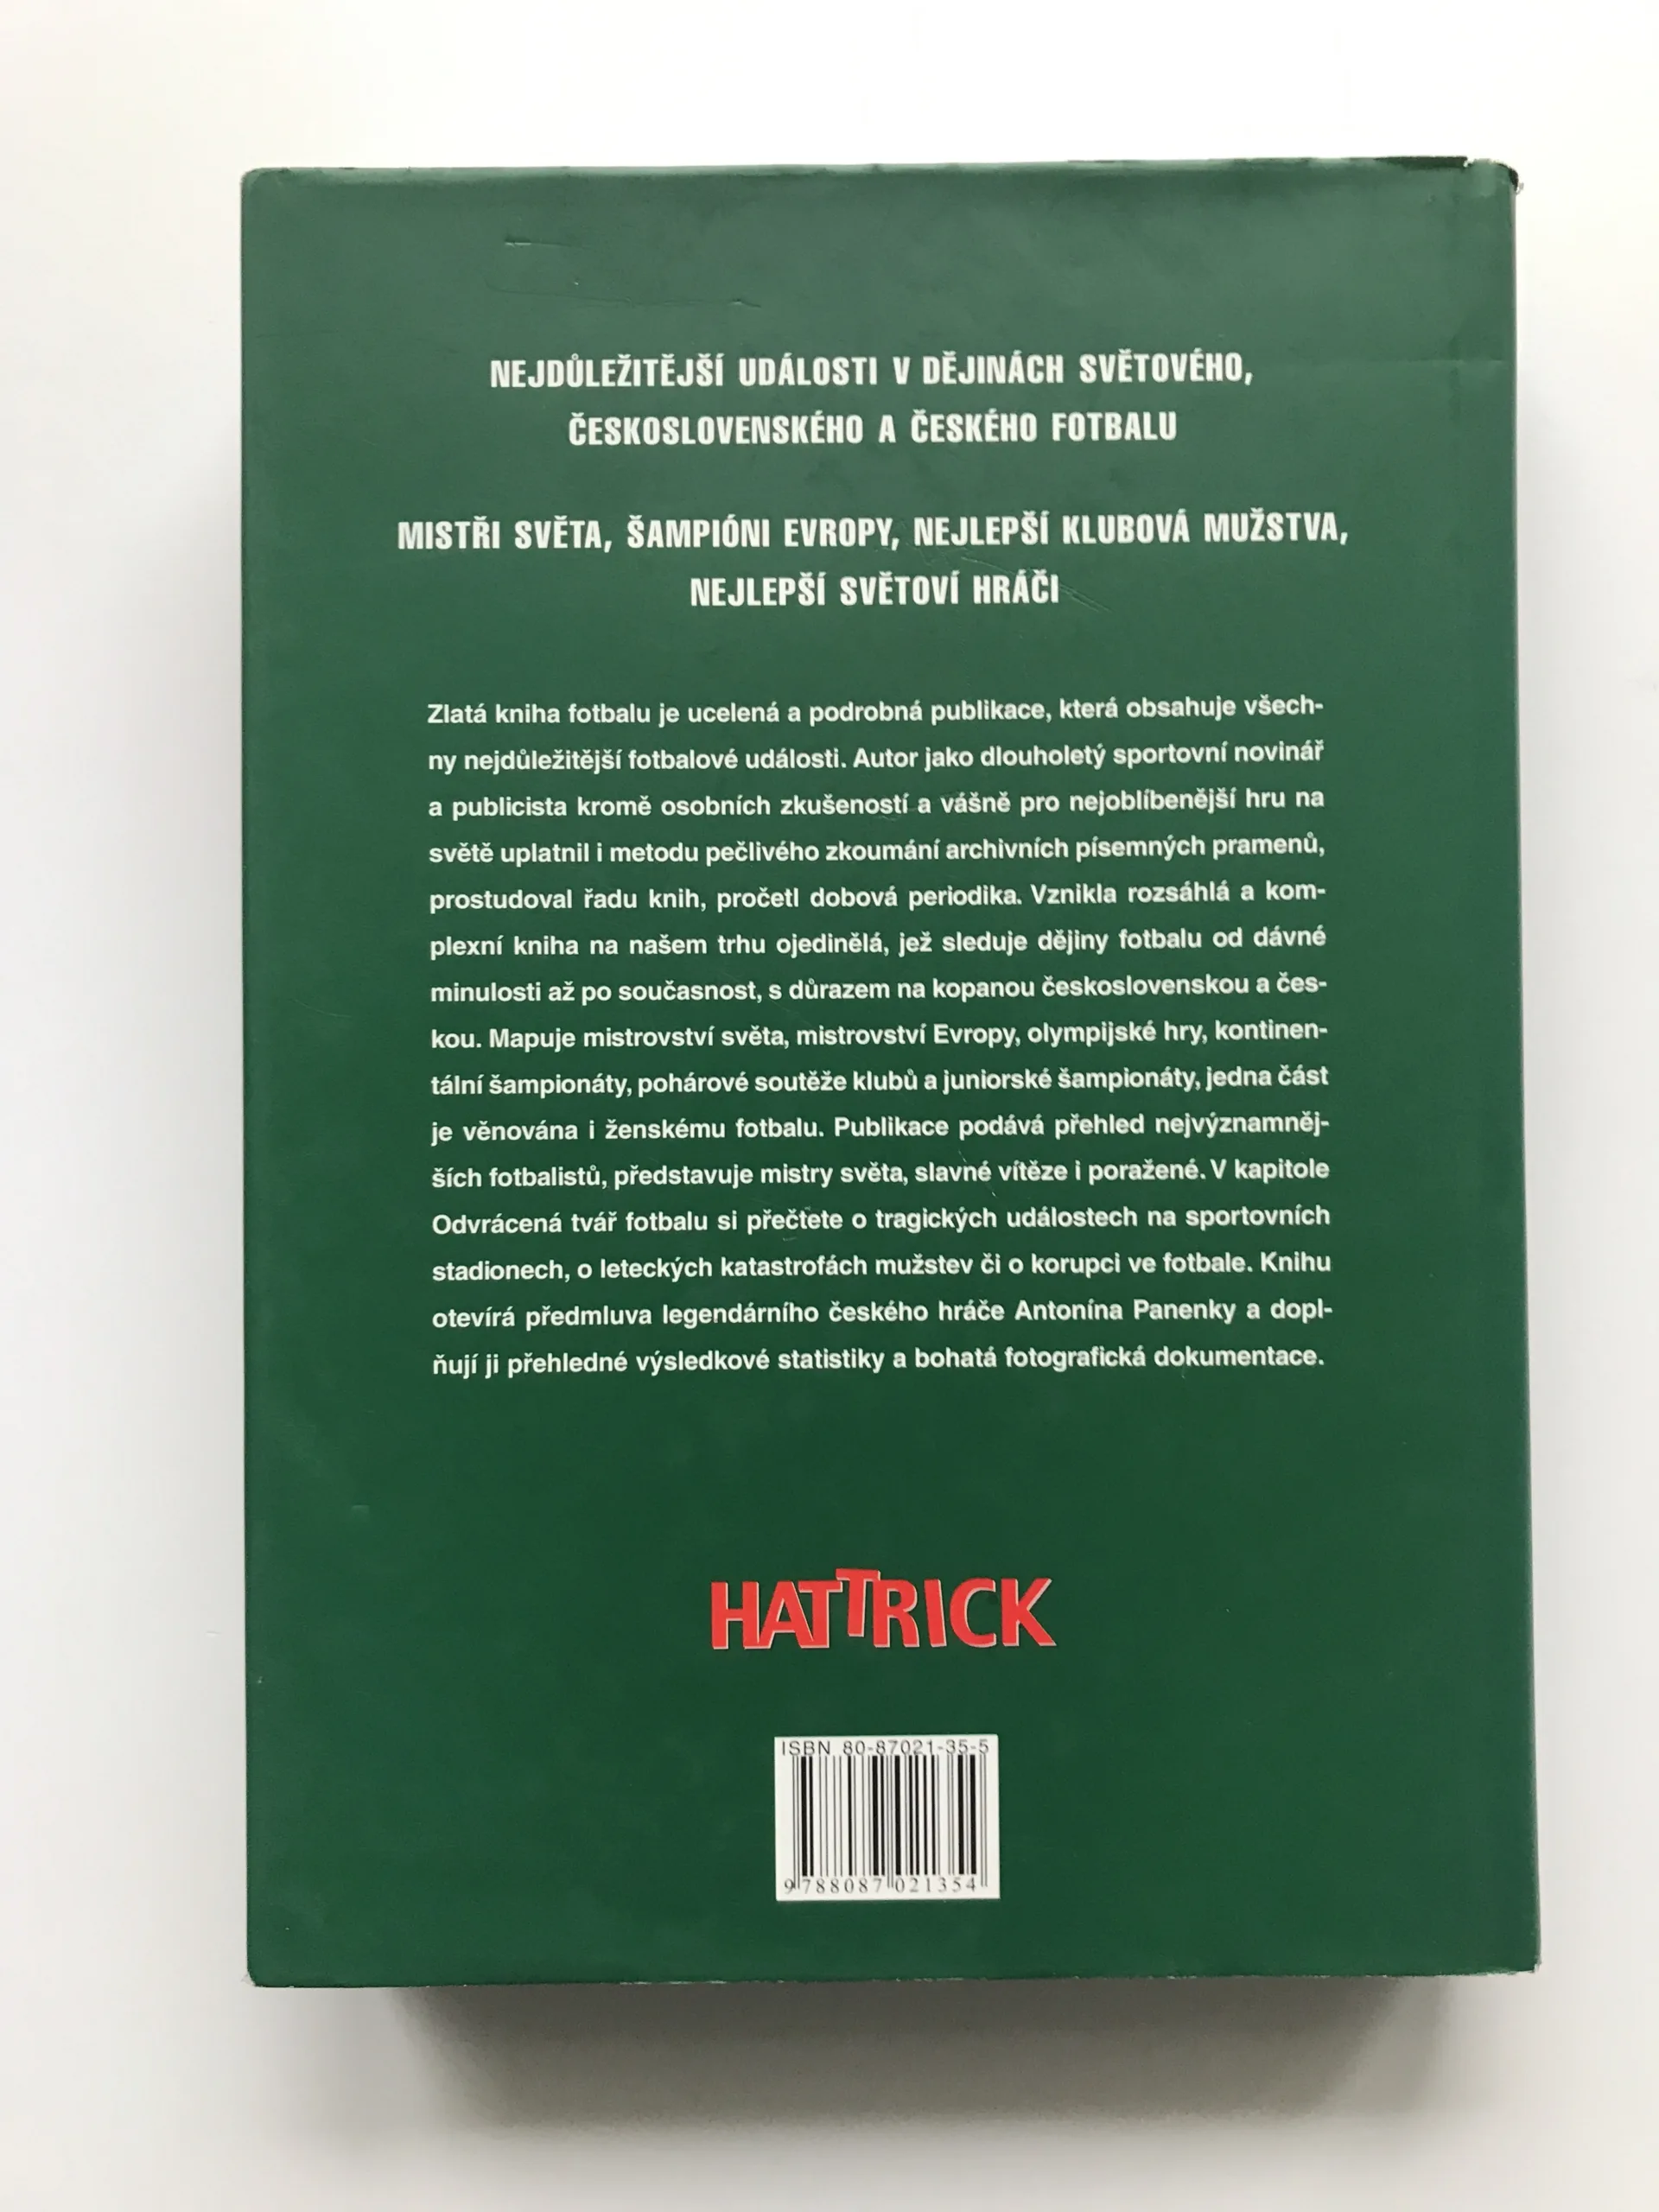 NEJDŮLEŽITĚJŠÍ UDÁLOSTI V DĚJINÁCH SVĚTOVÉHO,
ČESKOSLOVENSKÉHO A ČESKÉHO FOTBALU
MISTŘI SVĚTA, ŠAMPIÓNI EVROPY, NEJLEPŠÍ KLUBOVÁ MUŽSTVA,
NEJLEPŠÍ SVĚTOVÍ HRÁČI
Zlatá kniha fotbalu je ucelená a podrobná publikace, která obsahuje všech-
ny nejdůležitější fotbalové události. Autor jako dlouholetý sportovní novinář
a publicista kromě osobních zkušeností a vášně pro nejoblíbenější hru na
světě uplatnil i metodu pečlivého zkoumání archivních písemných pramenů,
prostudoval řadu knih, pročetl dobová periodika. Vznikla rozsáhlá a kom-
plexní kniha na našem trhu ojedinělá, jež sleduje dějiny fotbalu od dávné
minulosti až po současnost, s důrazem na kopanou československou a čes-
kou. Mapuje mistrovství světa, mistrovství Evropy, olympijské hry, kontinen-
tální šampionáty, pohárové soutěže klubů a juniorské šampionáty, jedna část
je věnována i ženskému fotbalu. Publikace podává přehled nejvýznamněj-
ších fotbalistů, představuje mistry světa, slavné vítěze i poražené. V kapitole
Odvrácená tvář fotbalu si přečtete o tragických událostech na sportovních
stadionech, o leteckých katastrofách mužstev či o korupci ve fotbale. Knihu
otevírá předmluva legendárního českého hráče Antonína Panenky a dopl-
ňují ji přehledné výsledkové statistiky a bohatá fotografická dokumentace.
HATTRICK
ISBN 80-87021-35-5
9 788087 021354